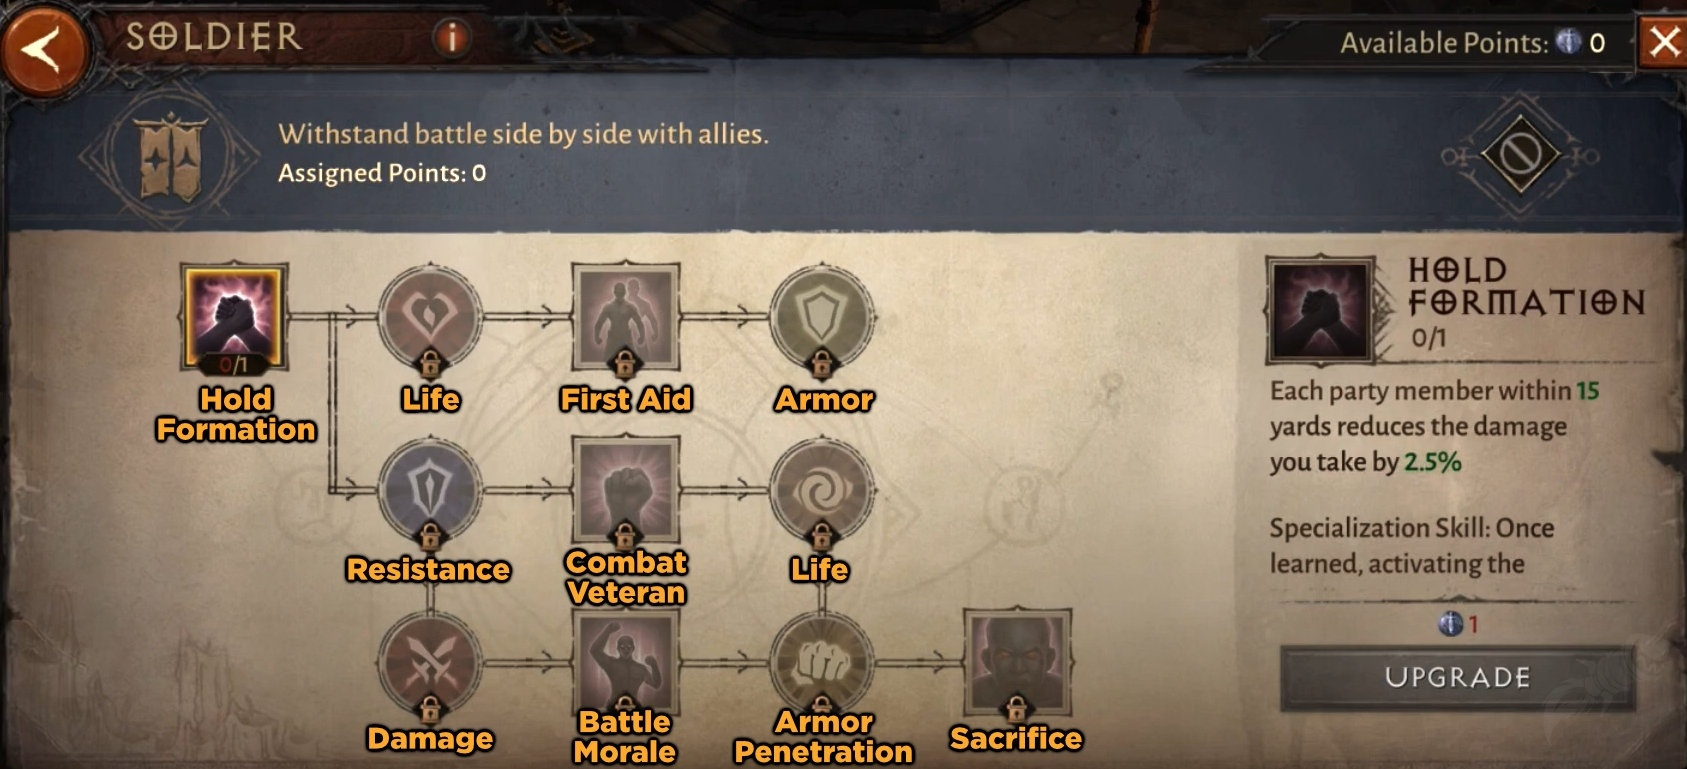 SOLDIER
i
Available Points: 0
Withstand battle side by side with allies.
Assigned Points: 0
0/1
Hold
Formation
Life
First Aid
Armor
Resistance
Combat
Veteran
Life
Damage
Battle
Morale
Armor
Penetration
Sacrifice
HOLD
FORMATION
0/1
Each party member within 15
yards reduces the damage
you take by 2.5%
Specialization Skill: Once
learned, activating the
1
UPGRADE